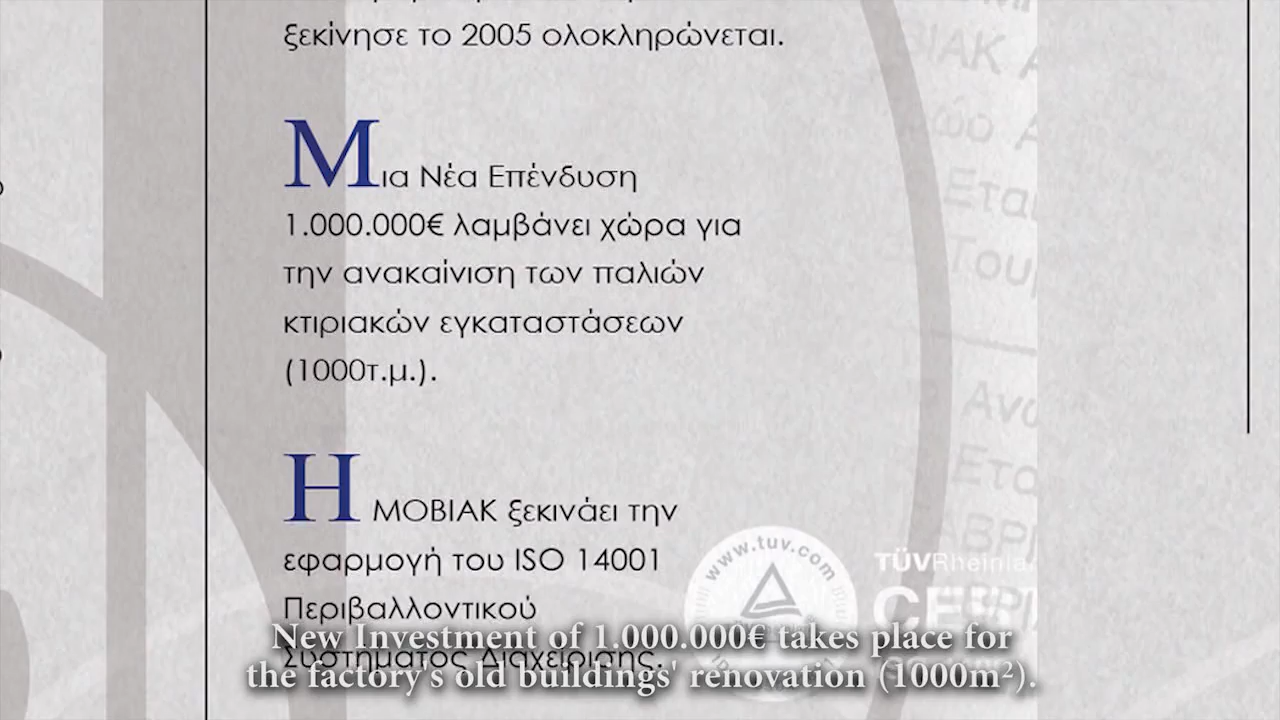 ξεκίνησε το 2005 ολοκληρώνεται.
Μια Νέα Επένδυση
1.000.000€ λαμβάνει χώρα για
την ανακαίνιση των παλιών
κτιριακών εγκαταστάσεων
(1000τ.μ.).
Η ΜΟΒΙΑΚ ξεκινάει την
εφαρμογή του ISO 14001
Περιβαλλοντικού
Συστήματος Διαχείρισης.
www.tuv.com
TÜVRheinla
New Investment of 1.000.000€ takes place for
the factory's old buildings' renovation (1000m²).